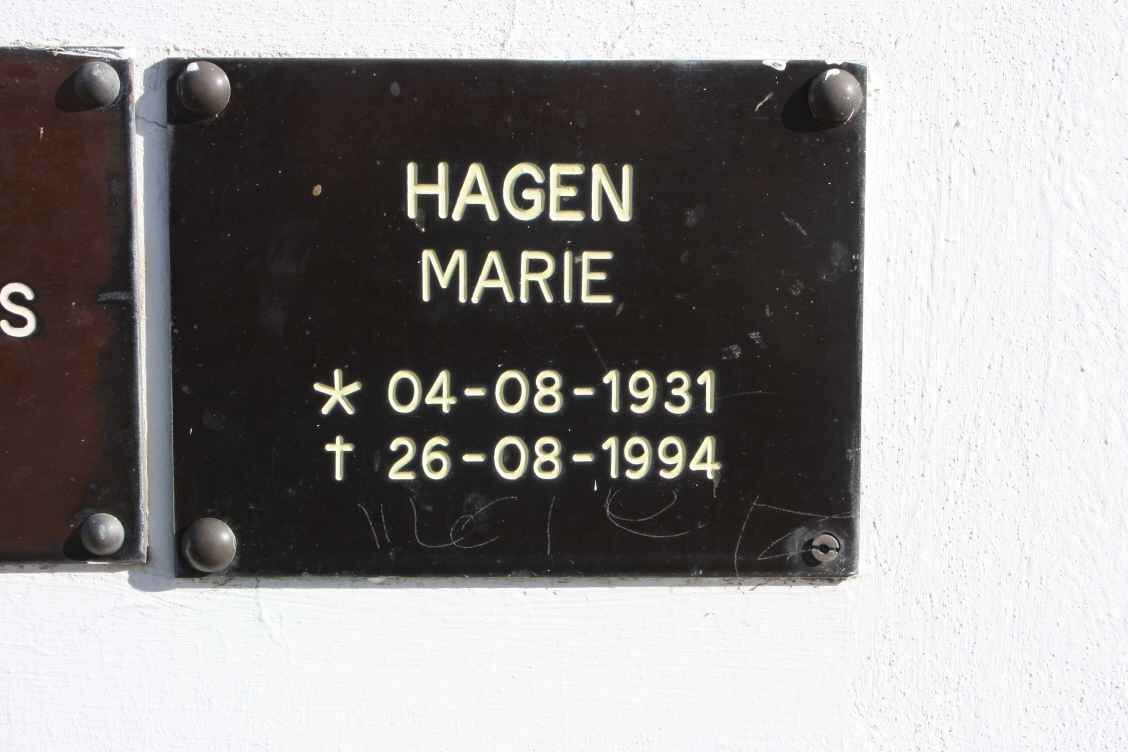 HAGEN
MARIE
* 04-08-1931
† 26-08-1994
S